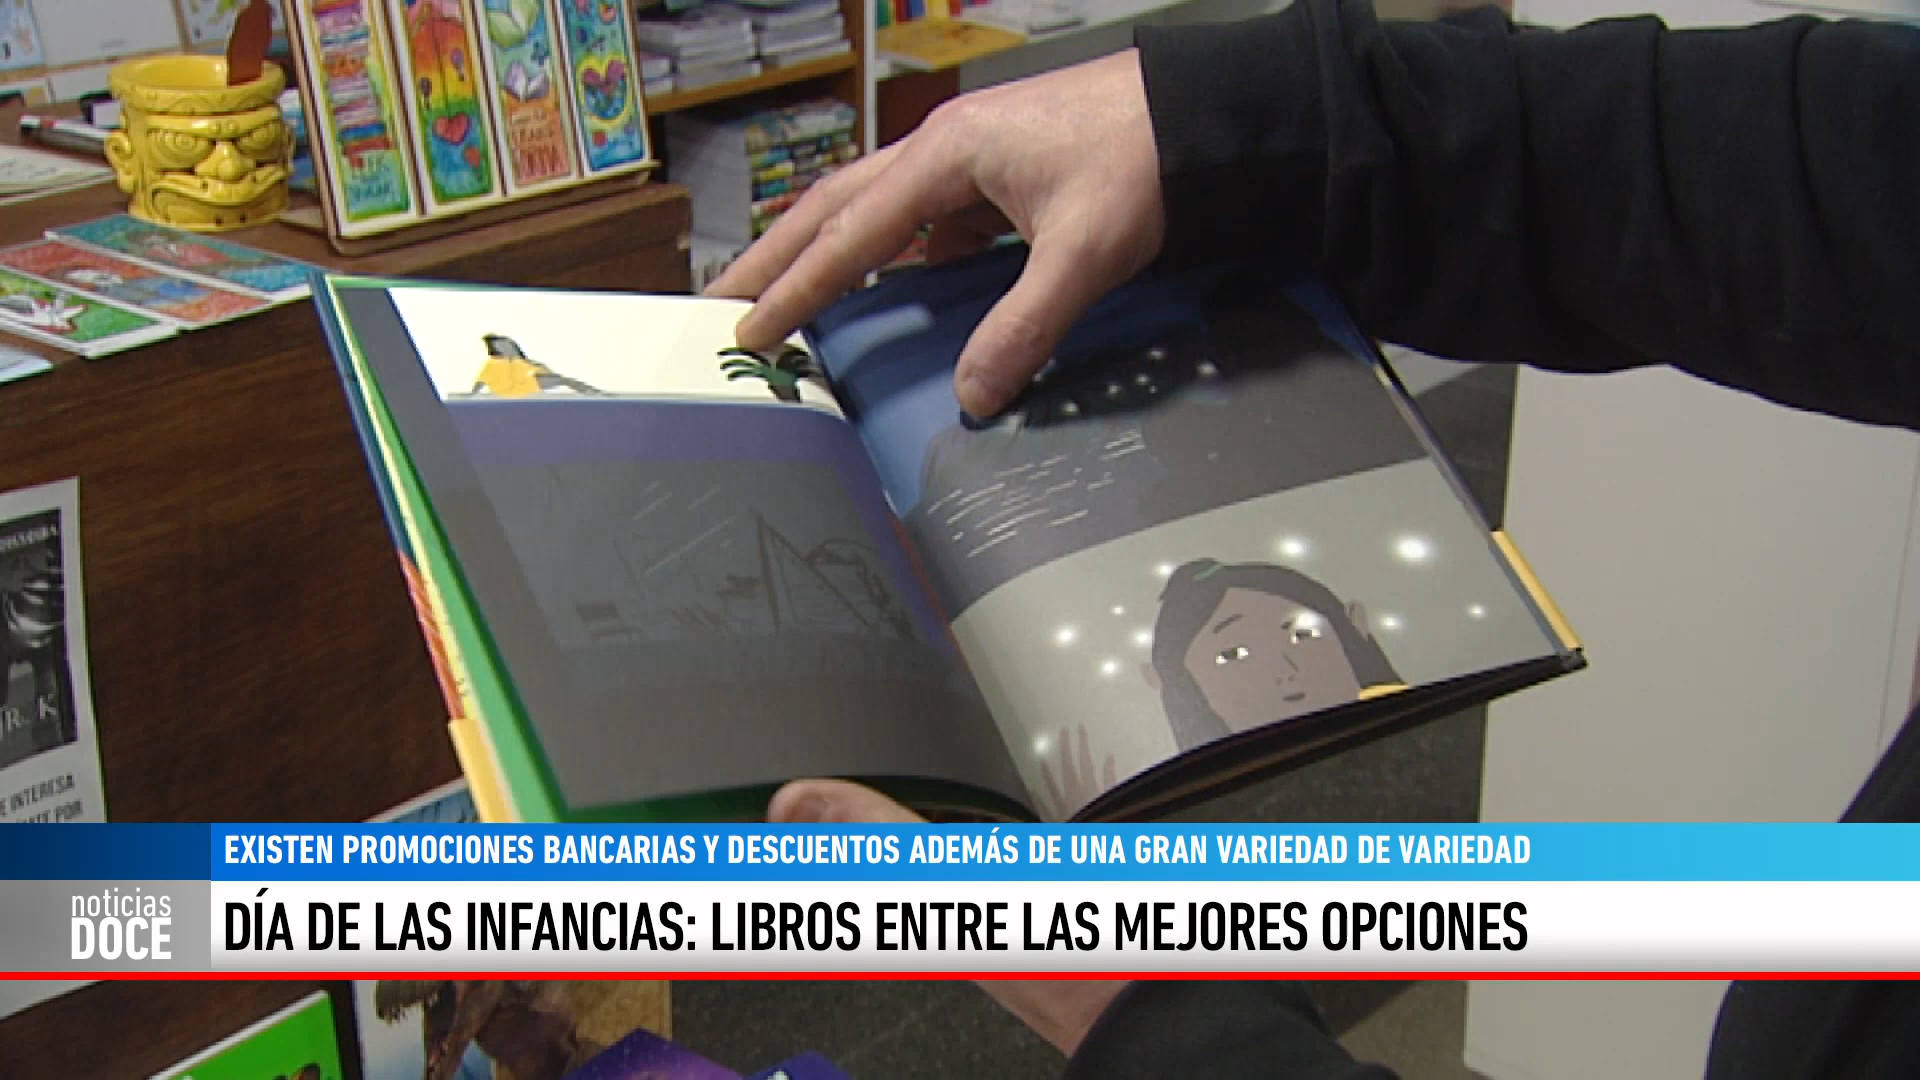 E INTERESA
EXISTEN PROMOCIONES BANCARIAS Y DESCUENTOS ADEMÁS DE UNA GRAN VARIEDAD DE VARIEDAD
noticias
DOCE
DÍA DE LAS INFANCIAS: LIBROS ENTRE LAS MEJORES OPCIONES